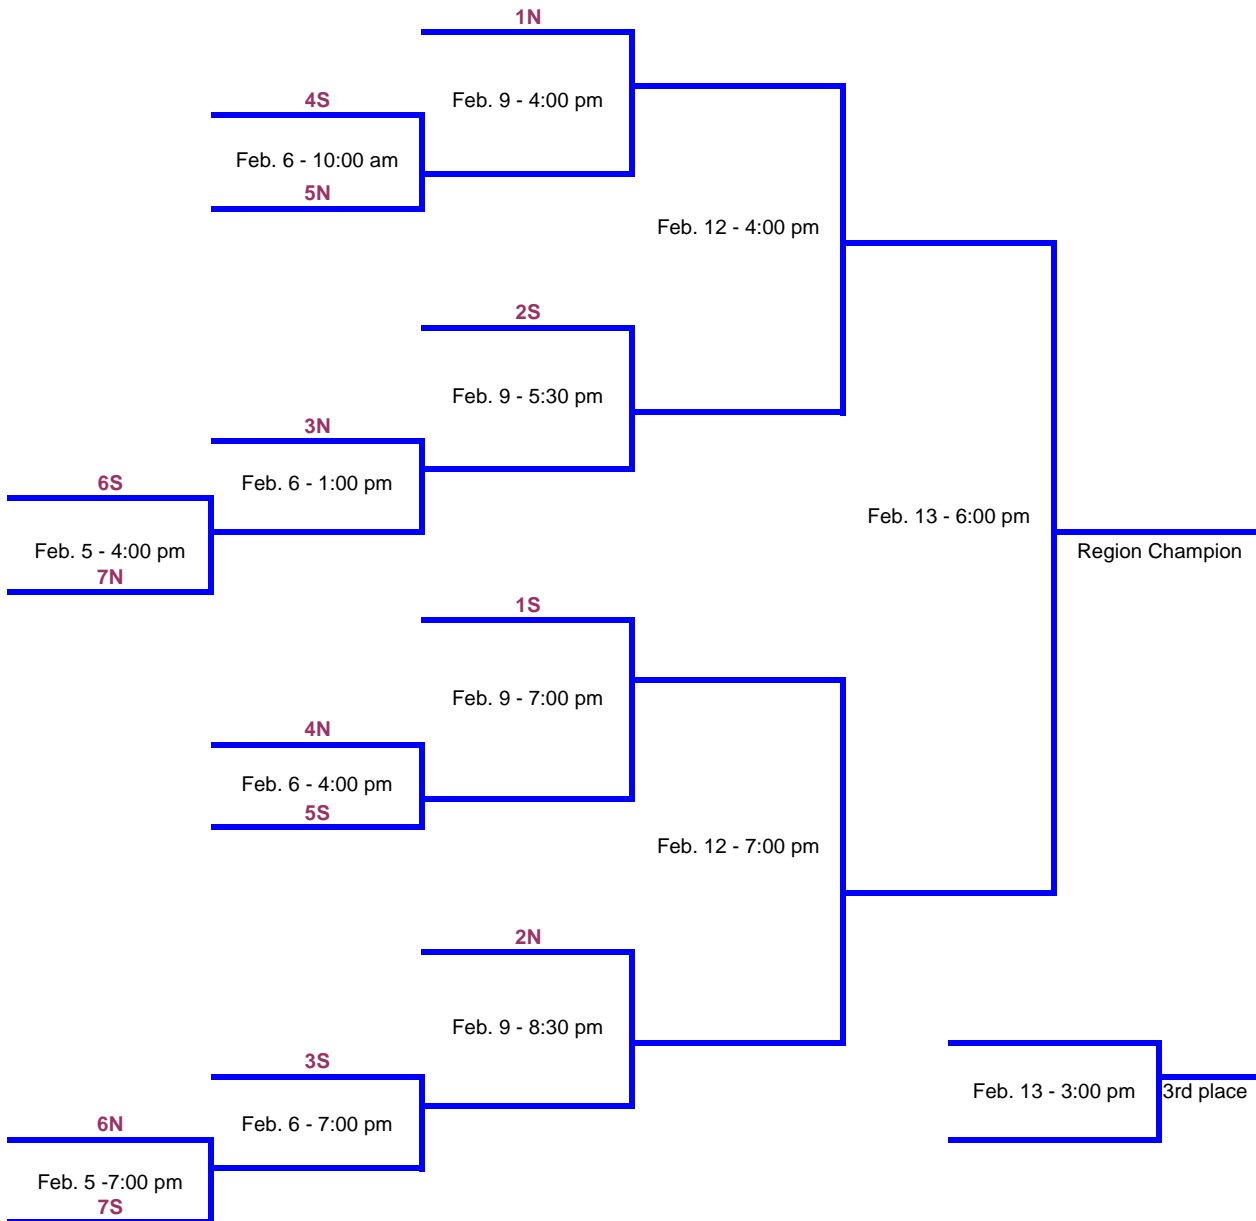 1N
4S
Feb. 9 - 4:00 pm
Feb. 6 - 10:00 am
5N
Feb. 12 - 4:00 pm
2S
Feb. 9 - 5:30 pm
3N
6S
Feb. 6 - 1:00 pm
Feb. 13 - 6:00 pm
Feb. 5 - 4:00 pm
Region Champion
7N
1S
Feb. 9 - 7:00 pm
4N
Feb. 6 - 4:00 pm
5S
Feb. 12 - 7:00 pm
2N
Feb. 9 - 8:30 pm
3S
Feb. 13 - 3:00 pm
3rd place
6N
Feb. 6 - 7:00 pm
Feb. 5 -7:00 pm
7S